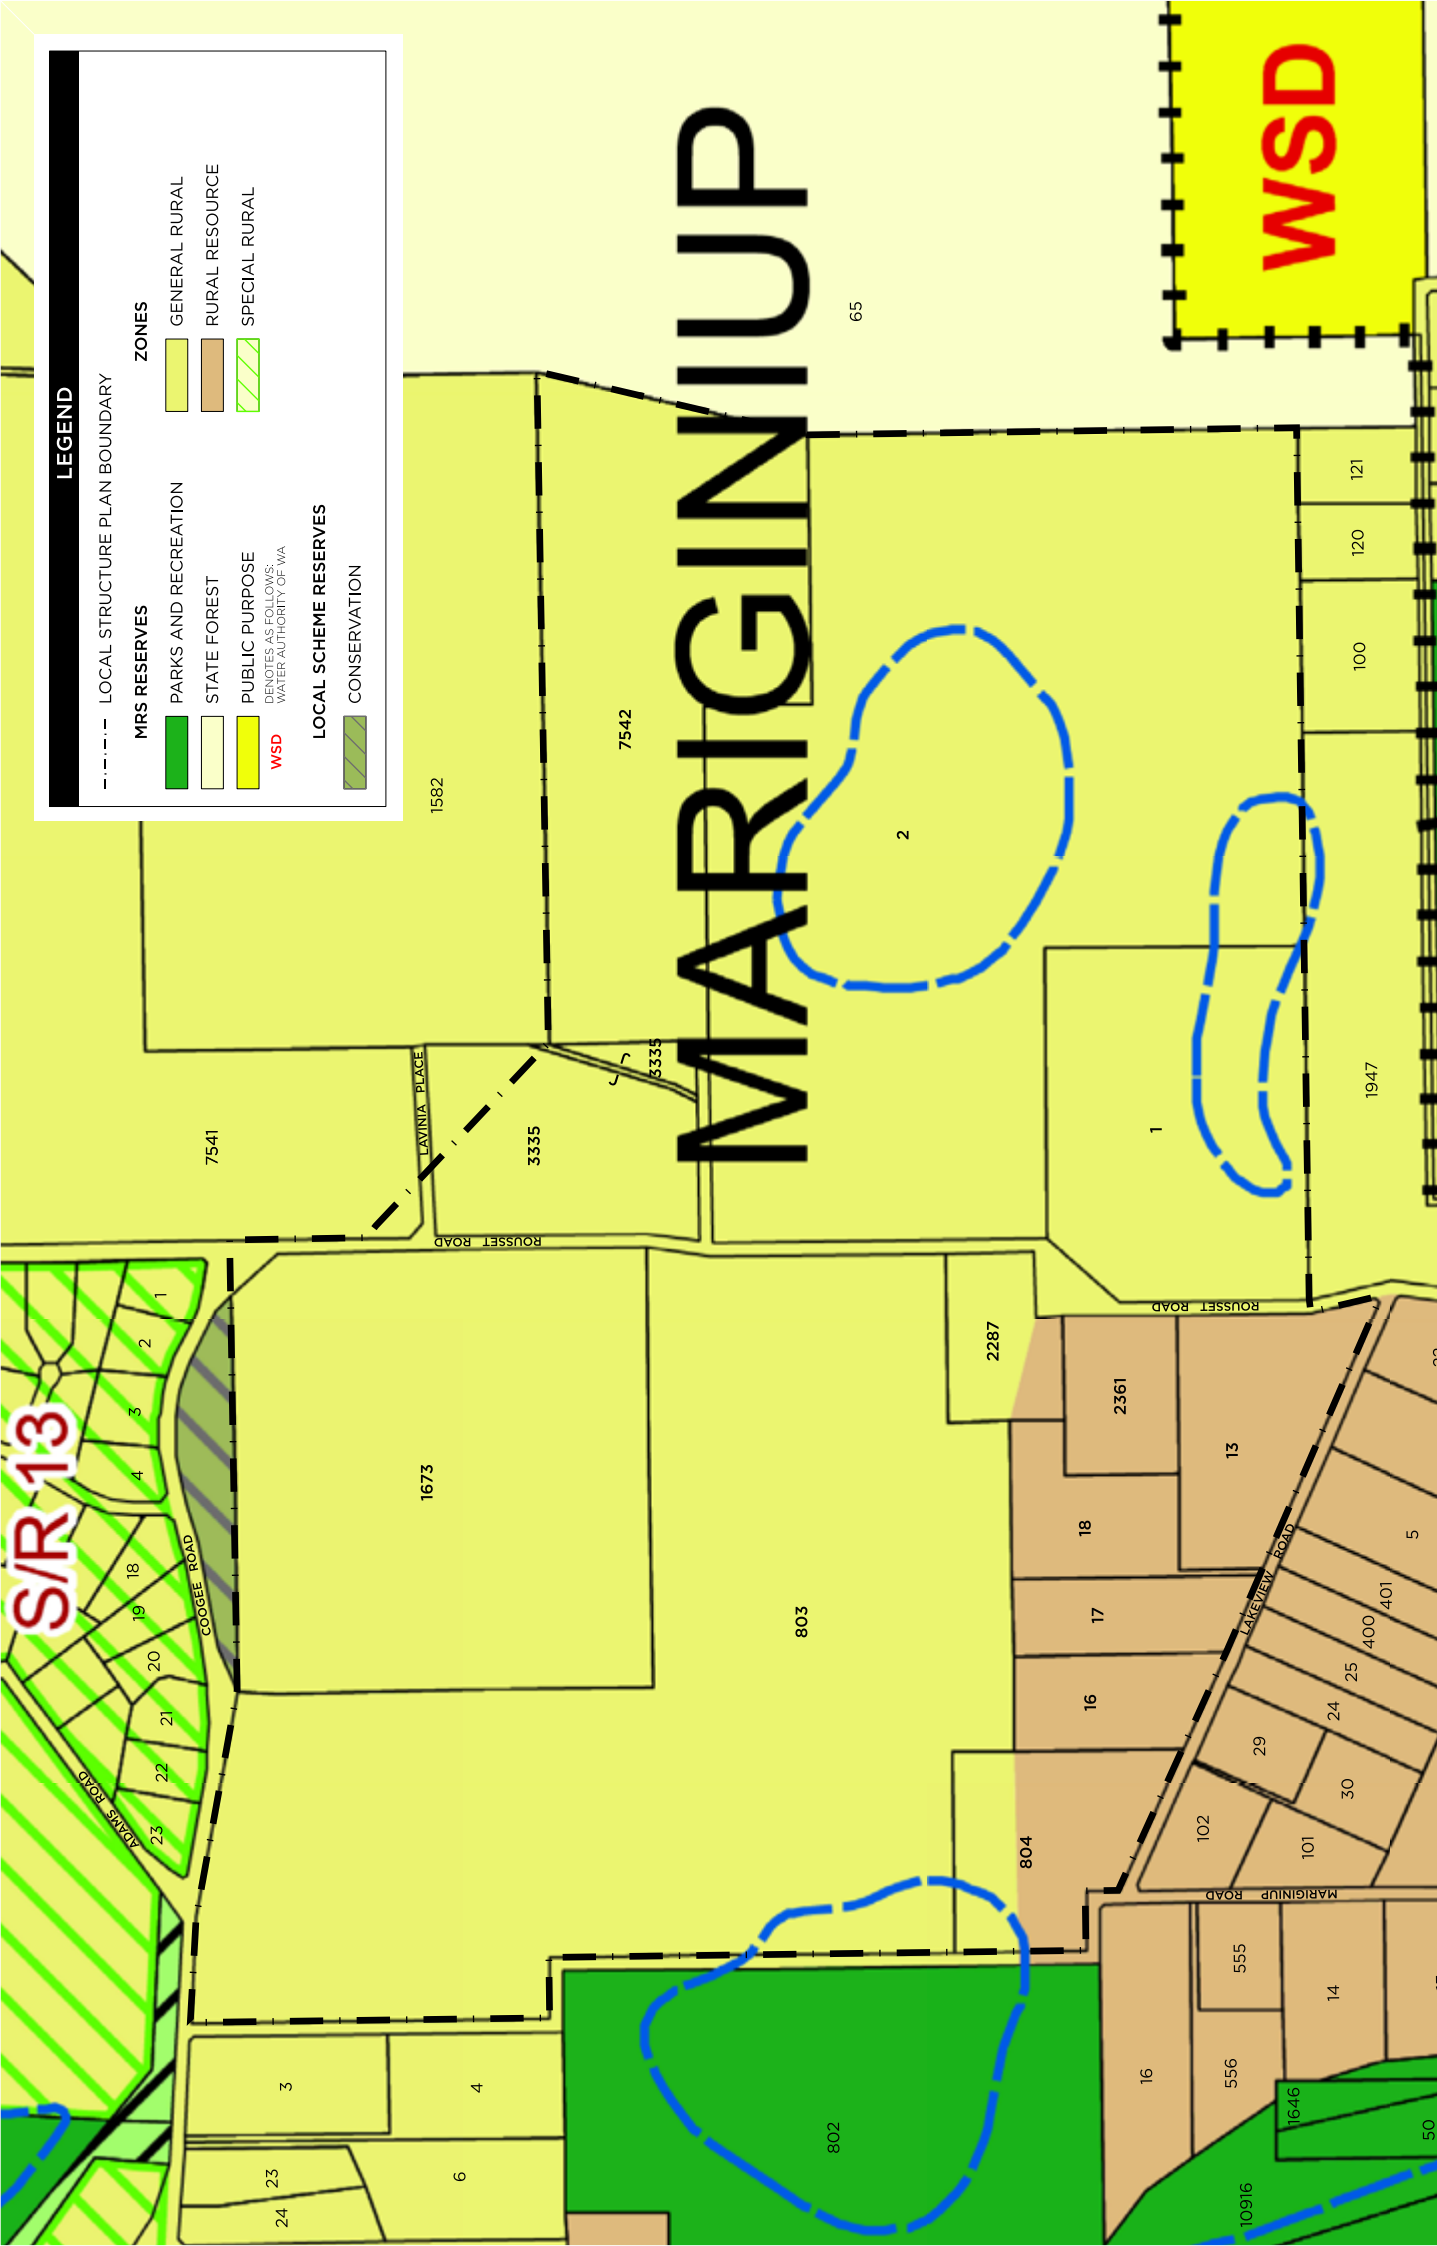 LEGEND
LOCAL STRUCTURE PLAN BOUNDARY
MRS RESERVES
PARKS AND RECREATION
STATE FOREST
PUBLIC PURPOSE
DENOTES AS FOLLOWS:
WSD
WATER AUTHORITY OF WA
LOCAL SCHEME RESERVES
CONSERVATION
ZONES
GENERAL RURAL
RURAL RESOURCE
SPECIAL RURAL
MARIGINIUP
WSD
S/R 13
65
1582
7542
2
121
120
100
1947
1
3335
3335
7541
LAVINIA PLACE
ROUSSET ROAD
ROUSSET ROAD
1
2
3
4
18
19
20
21
22
23
COOGEE ROAD
ADAMS ROAD
1673
803
2287
2361
13
18
17
16
804
LAKEVIEW ROAD
5
401
400
25
24
29
30
102
101
MARIGINIUP ROAD
3
4
23
24
6
802
16
555
556
14
1646
50
10916